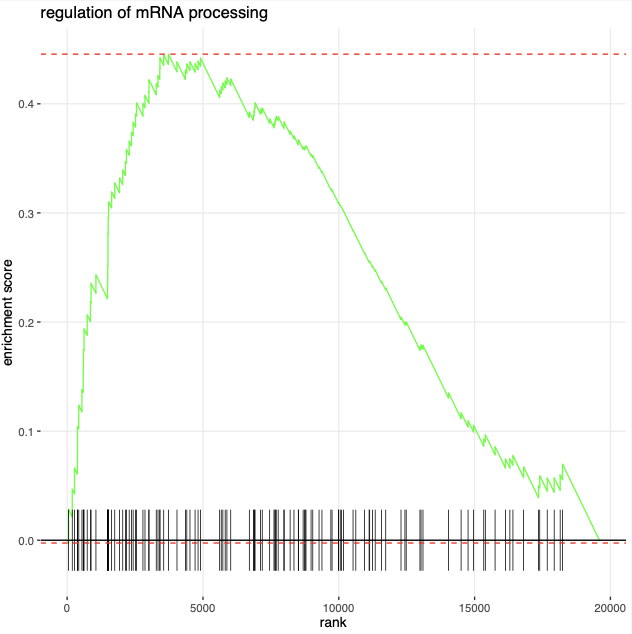 regulation of mRNA processing
enrichment score
0.4
0.3
0.2
0.1
0.0
0 5000 10000 15000 20000
rank